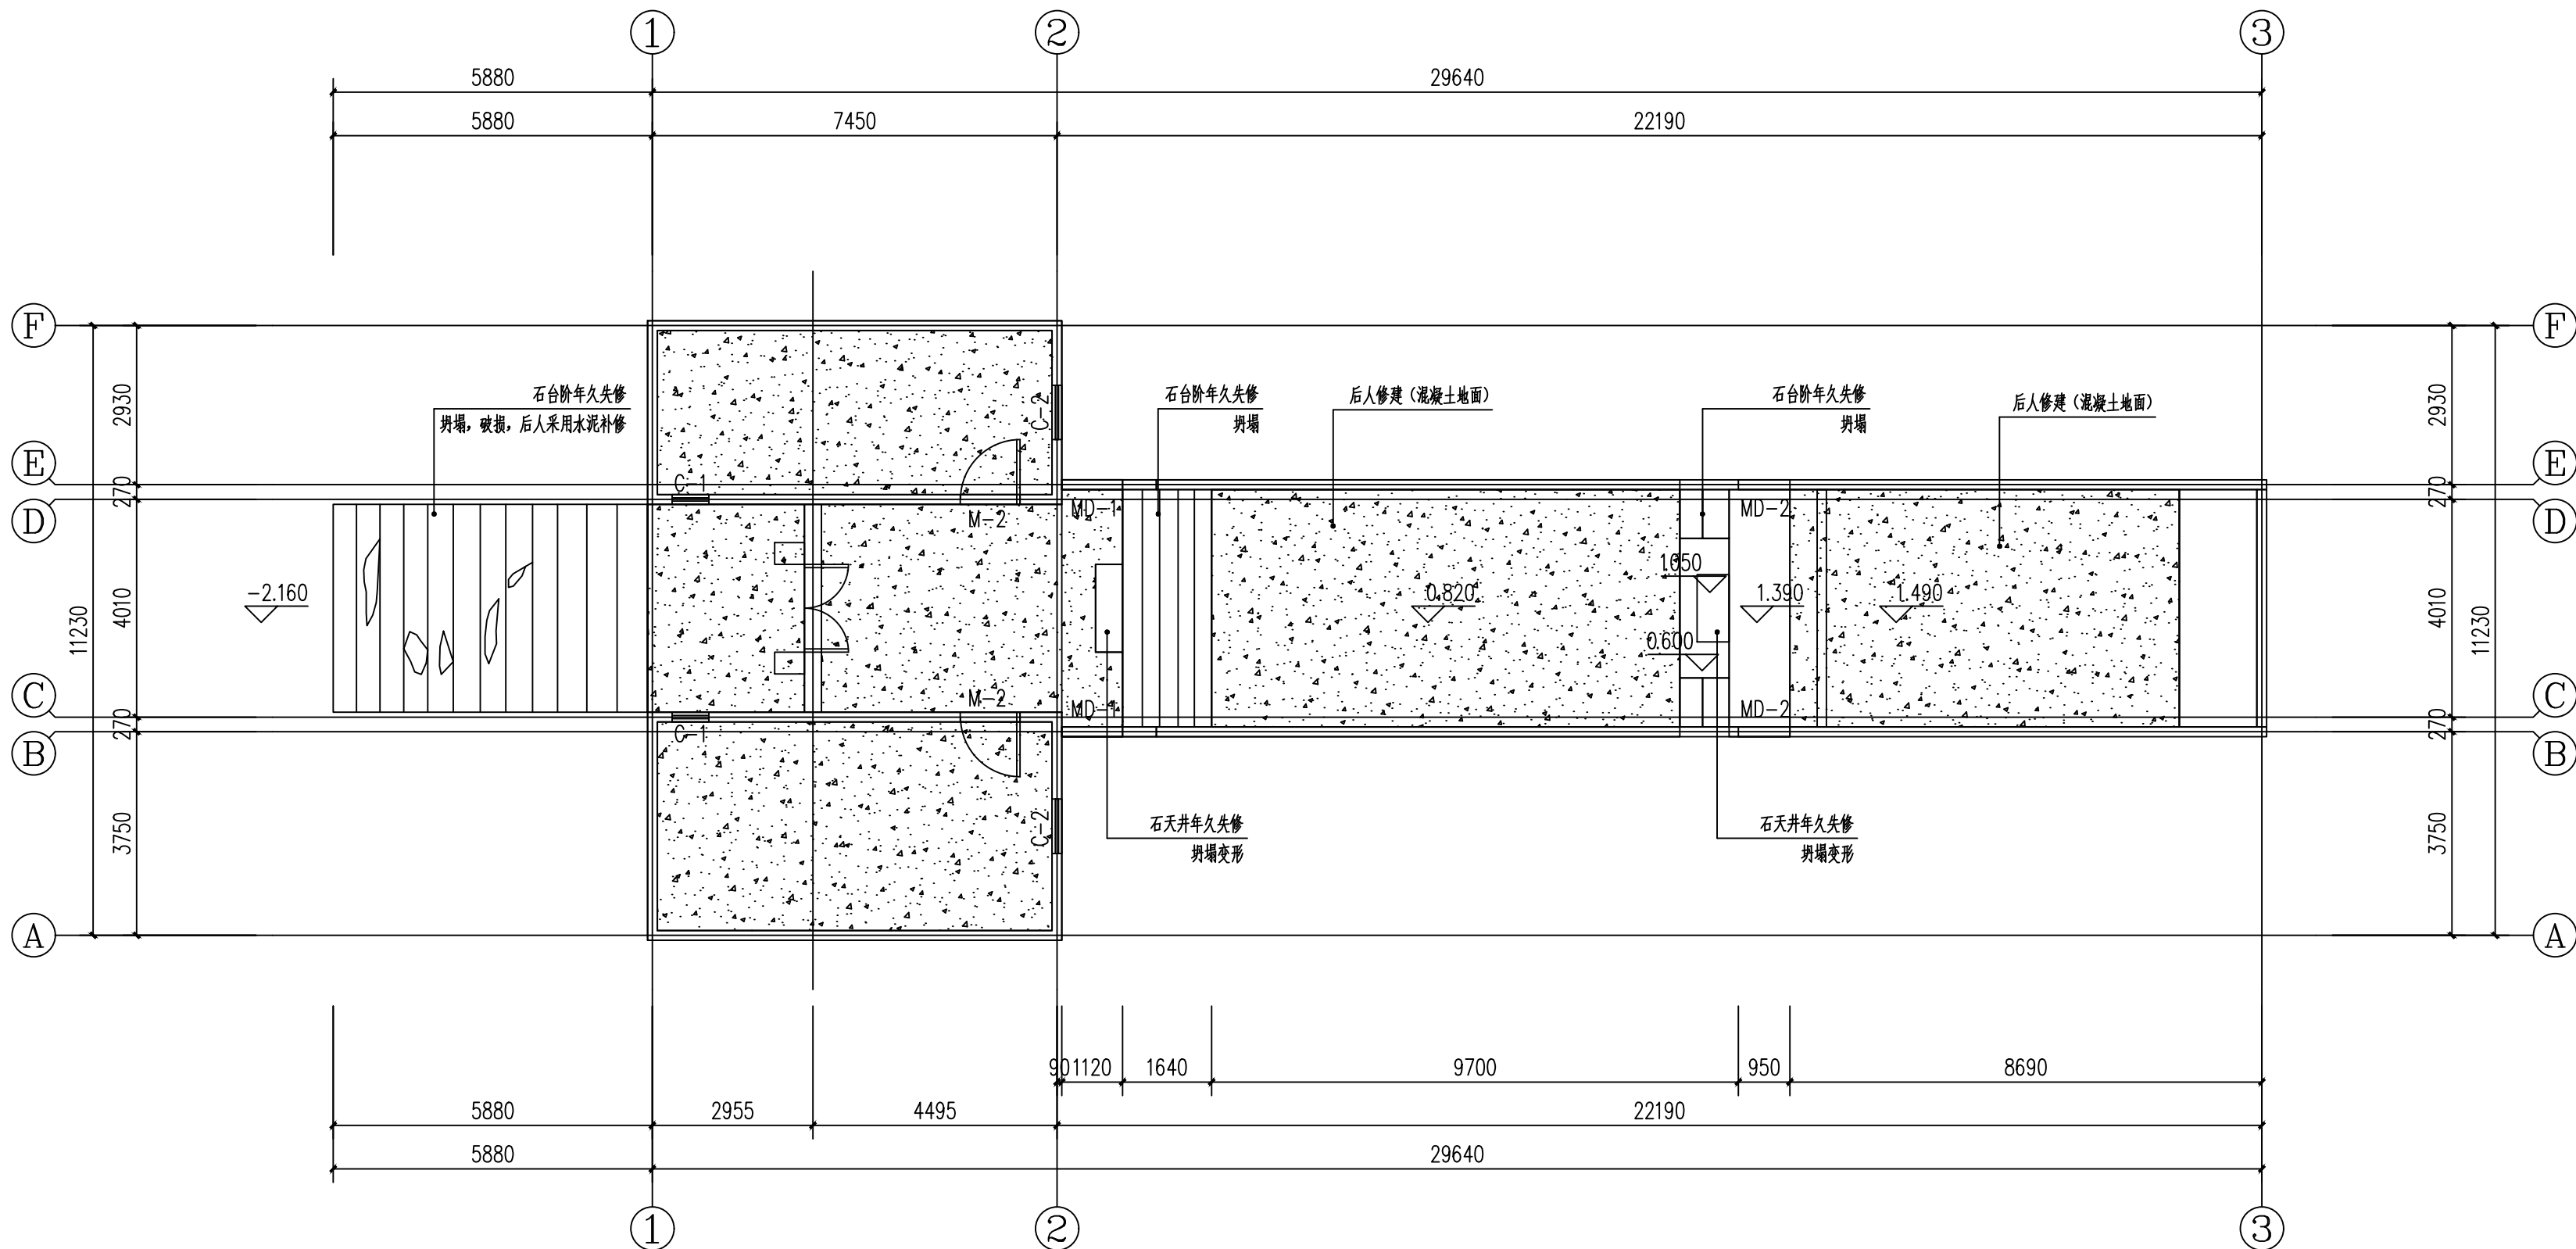 1
2
3
5880
29640
5880
7450
22190
F
F
2930
2930
石台阶年久失修
坍塌，破损，后人采用水泥补修
石台阶年久失修
坍塌
后人修建（混凝土地面）
石台阶年久失修
坍塌
后人修建（混凝土地面）
C-2
E
E
270
270
C-1
D
D
M-2
MD-1
MD-2
-2.160
11230
4010
1.050
0.820
1.390
1.490
4010
11230
0.600
C
C
M-2
MD-1
MD-2
270
270
C-1
B
B
3750
3750
C-2
石天井年久失修
坍塌变形
石天井年久失修
坍塌变形
A
A
90
1120
1640
9700
950
8690
5880
2955
4495
22190
5880
29640
1
2
3